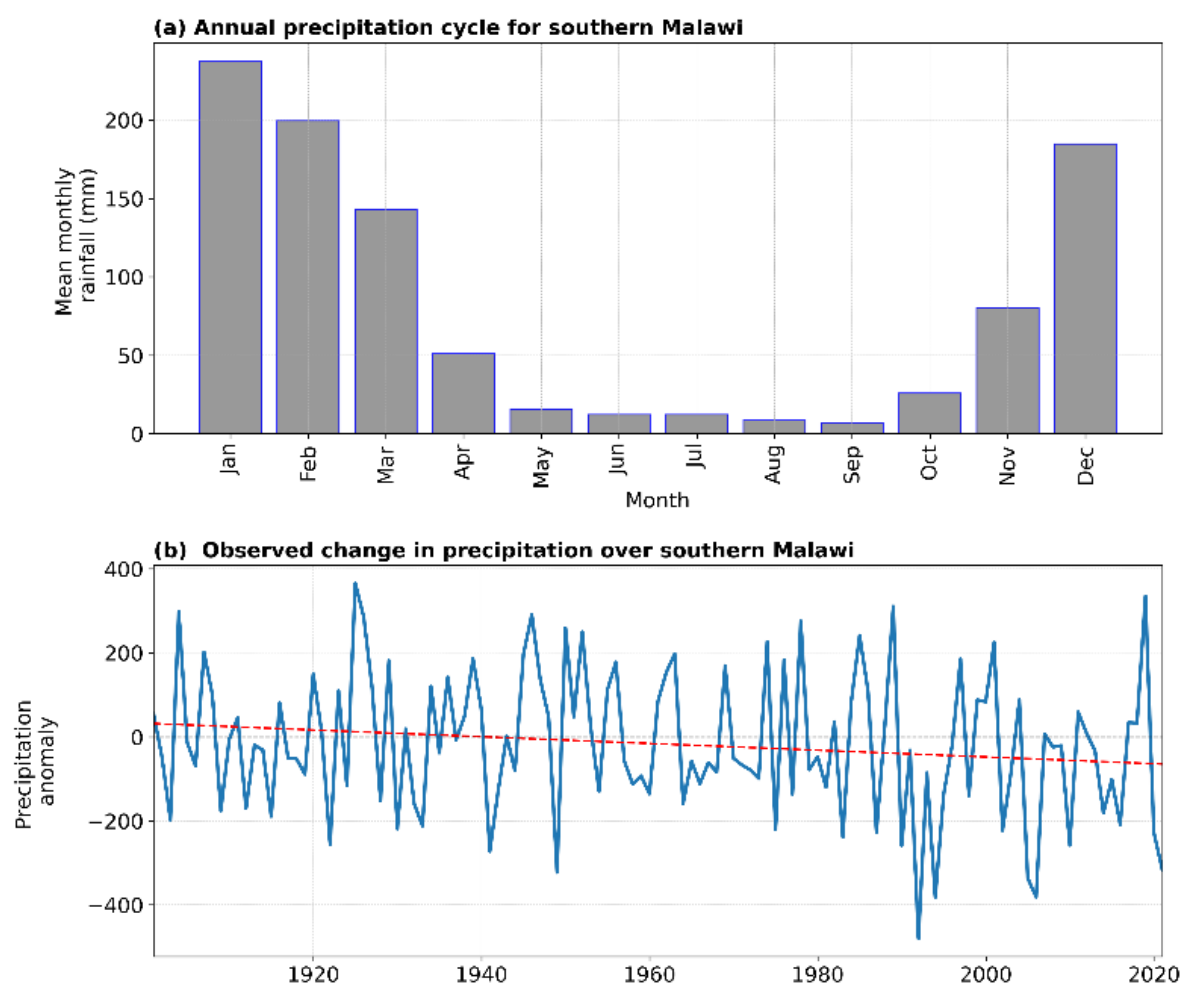 (a) Annual precipitation cycle for southern Malawi
Mean monthly
rainfall (mm)
200
150
100
50
0
Jan
Feb
Mar
Apr
May
Jun
Jul
Aug
Sep
Oct
Nov
Dec
Month
(b)  Observed change in precipitation over southern Malawi
Precipitation
anomaly
400
200
0
−200
−400
1920
1940
1960
1980
2000
2020